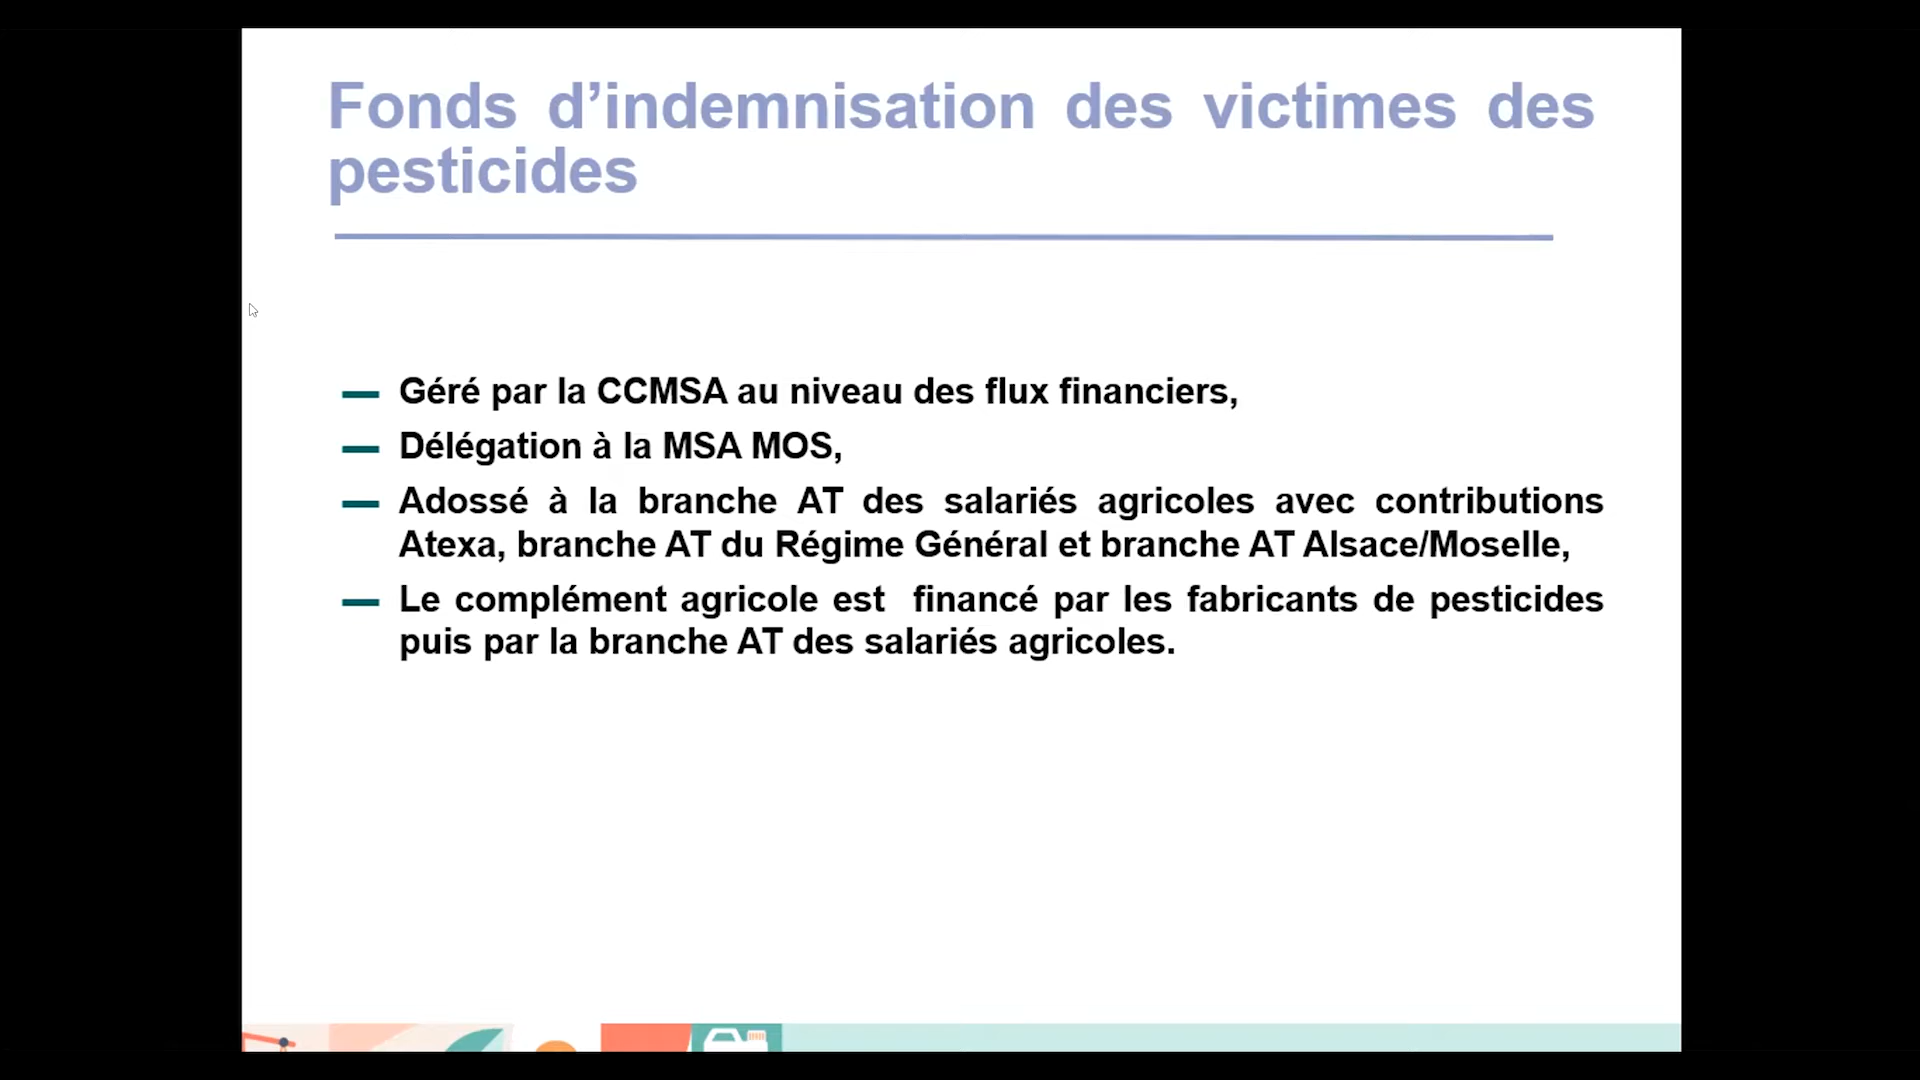 Fonds d’indemnisation des victimes des
pesticides
Géré par la CCMSA au niveau des flux financiers,
Délégation à la MSA MOS,
Adossé à la branche AT des salariés agricoles avec contributions
Atexa, branche AT du Régime Général et branche AT Alsace/Moselle,
Le complément agricole est financé par les fabricants de pesticides
puis par la branche AT des salariés agricoles.